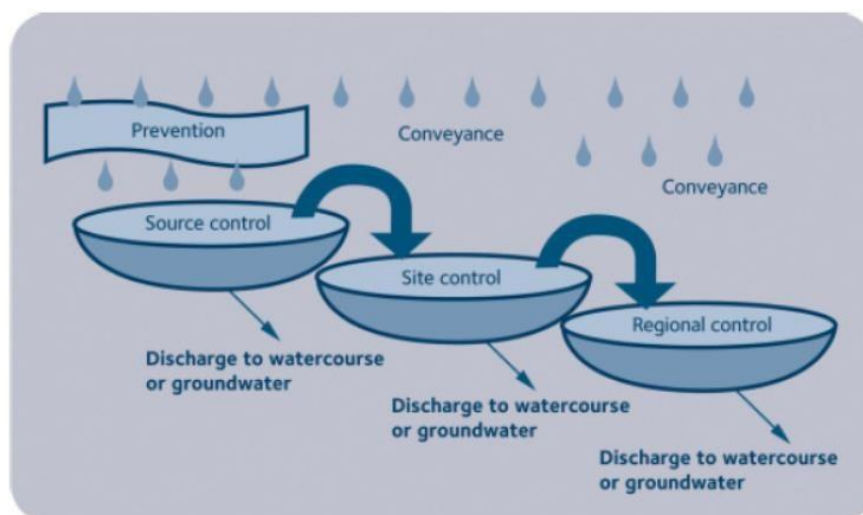 Prevention
Conveyance
Conveyance
Source control
Site control
Regional control
Discharge to watercourse
or groundwater
Discharge to watercourse
or groundwater
Discharge to watercourse
or groundwater